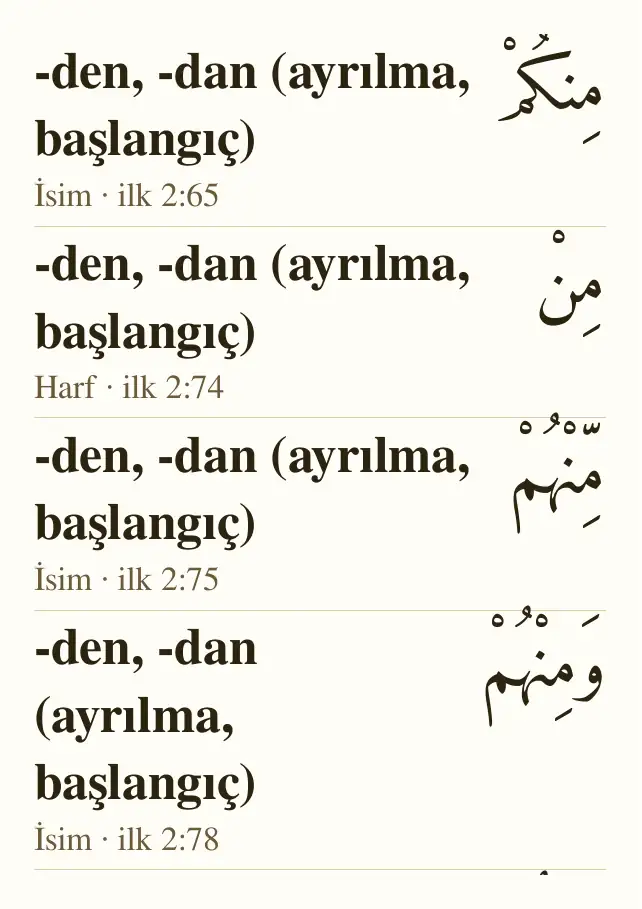 -den, -dan (ayrılma, مِنكُمْ
başlangıç)
İsim · ilk 2:65
-den, -dan (ayrılma, مِنْ
başlangıç)
Harf · ilk 2:74
-den, -dan (ayrılma, مِّنْهُمْ
başlangıç)
İsim · ilk 2:75
-den, -dan وَمِنْهُمْ
(ayrılma,
başlangıç)
İsim · ilk 2:78